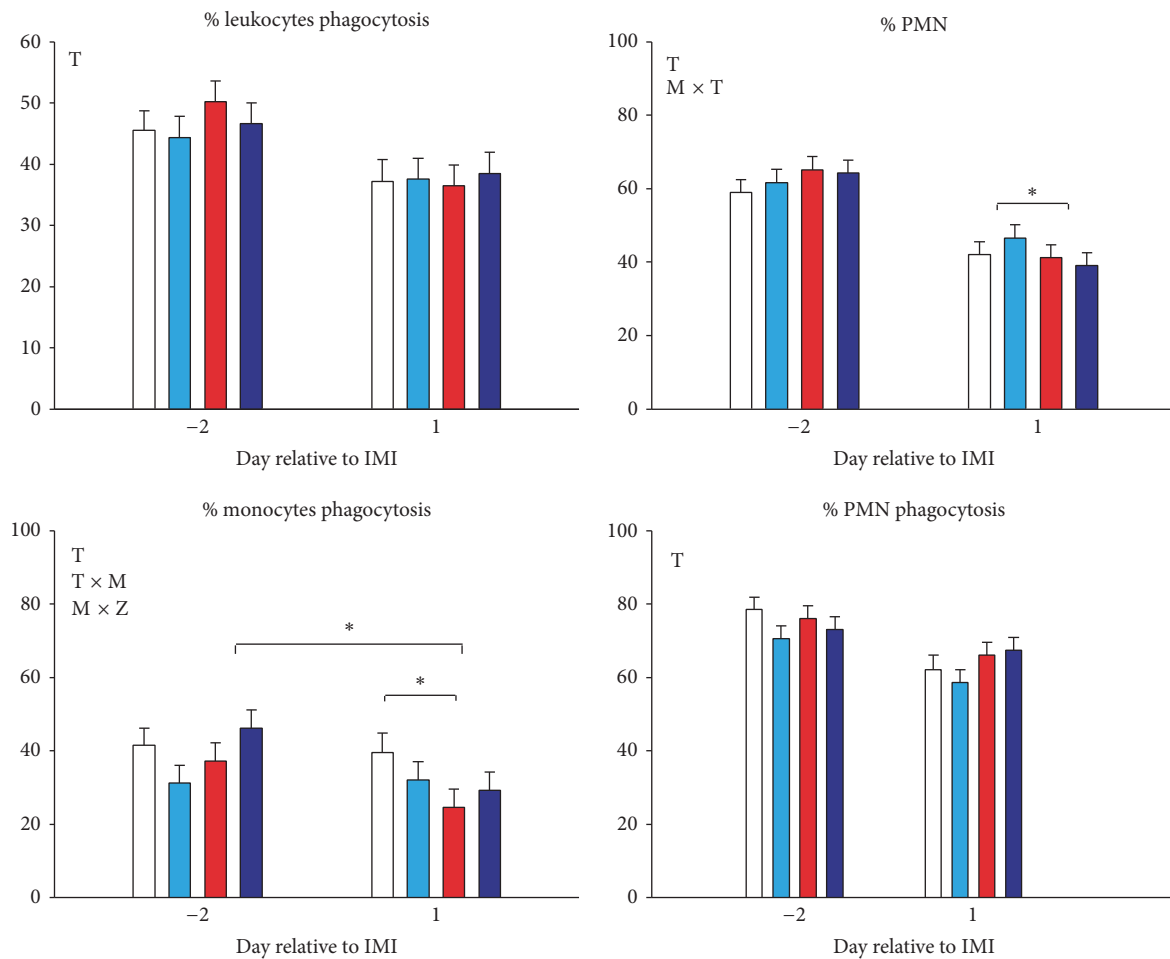 % leukocytes phagocytosis
60
50
40
30
20
10
0
T
−2
1
Day relative to IMI
% PMN
100
80
60
40
20
0
T
M × T
*
−2
1
Day relative to IMI
% monocytes phagocytosis
100
80
60
40
20
0
T
T × M
M × Z
*
*
−2
1
Day relative to IMI
% PMN phagocytosis
100
80
60
40
20
0
T
−2
1
Day relative to IMI